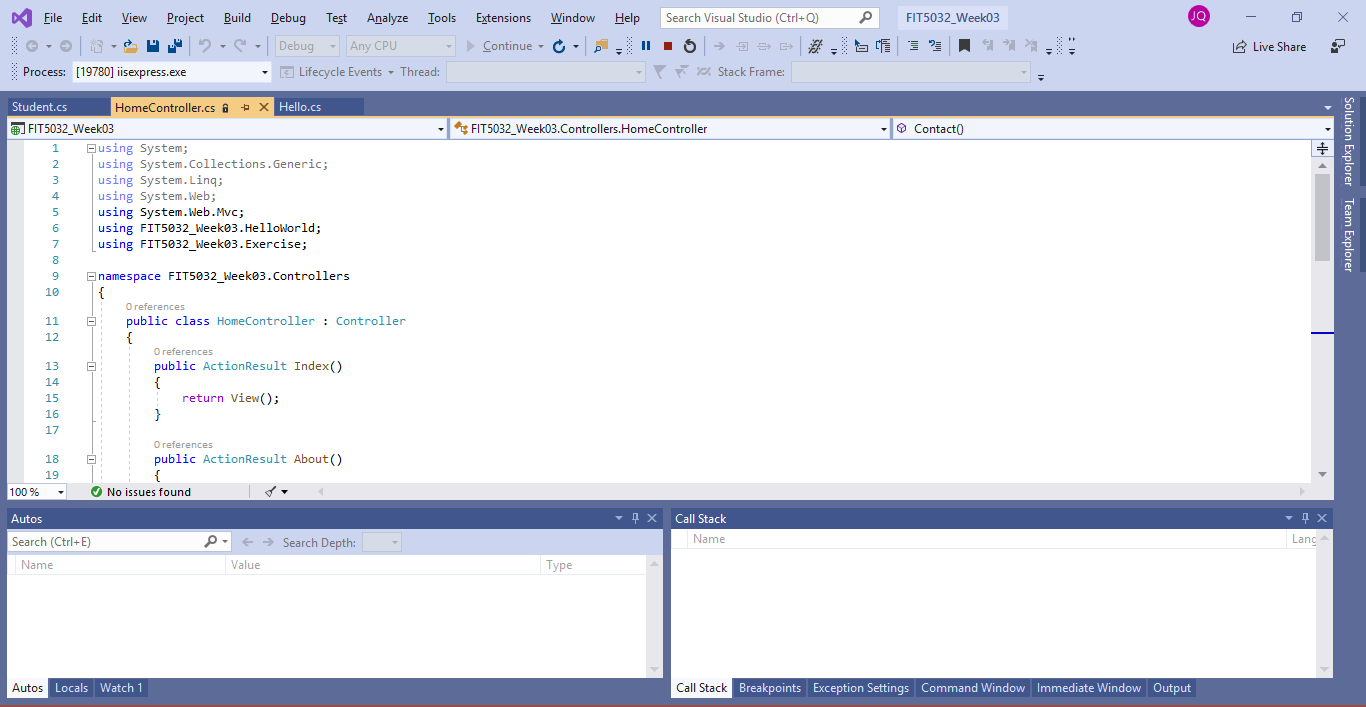 File Edit View Project Build Debug Test Analyze Tools Extensions Window Help Search Visual Studio (Ctrl+Q) FIT5032_Week03 JQ
Debug Any CPU Continue Live Share
Process: [19780] iisexpress.exe Lifecycle Events Thread: Stack Frame:
Student.cs HomeController.cs Hello.cs
FIT5032_Week03 FIT5032_Week03.Controllers.HomeController Contact()
Solution Explorer
Team Explorer
1 using System;
2 using System.Collections.Generic;
3 using System.Linq;
4 using System.Web;
5 using System.Web.Mvc;
6 using FIT5032_Week03.HelloWorld;
7 using FIT5032_Week03.Exercise;
8
9 namespace FIT5032_Week03.Controllers
10 {
0 references
11 public class HomeController : Controller
12 {
0 references
13 public ActionResult Index()
14 {
15 return View();
16 }
17
0 references
18 public ActionResult About()
19 {
100 % No issues found
Autos
Search (Ctrl+E) Search Depth:
Name Value Type
Autos Locals Watch 1
Call Stack
Name Lang
Call Stack Breakpoints Exception Settings Command Window Immediate Window Output